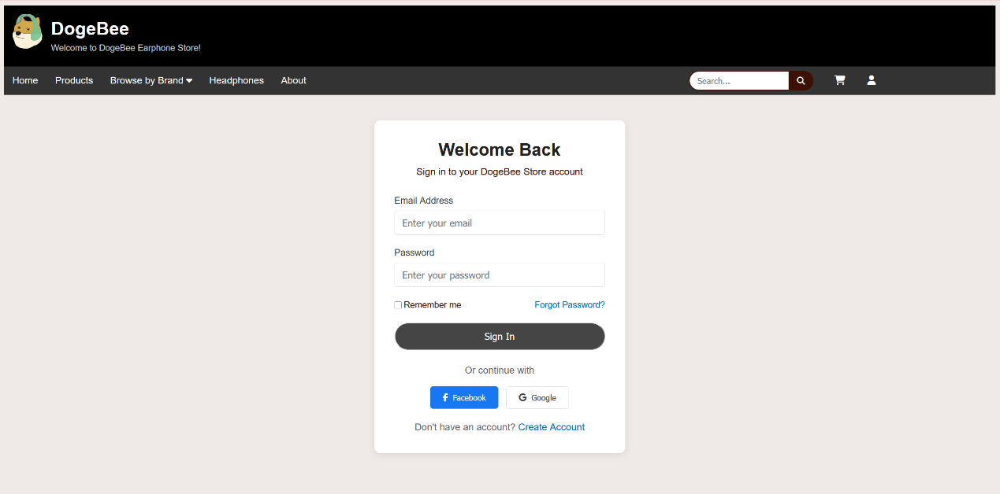 DogeBee
Welcome to DogeBee Earphone Store!
Home Products Browse by Brand Headphones About Search...
Welcome Back
Sign in to your DogeBee Store account
Email Address
Enter your email
Password
Enter your password
Remember me Forgot Password?
Sign In
Or continue with
Facebook Google
Don't have an account? Create Account